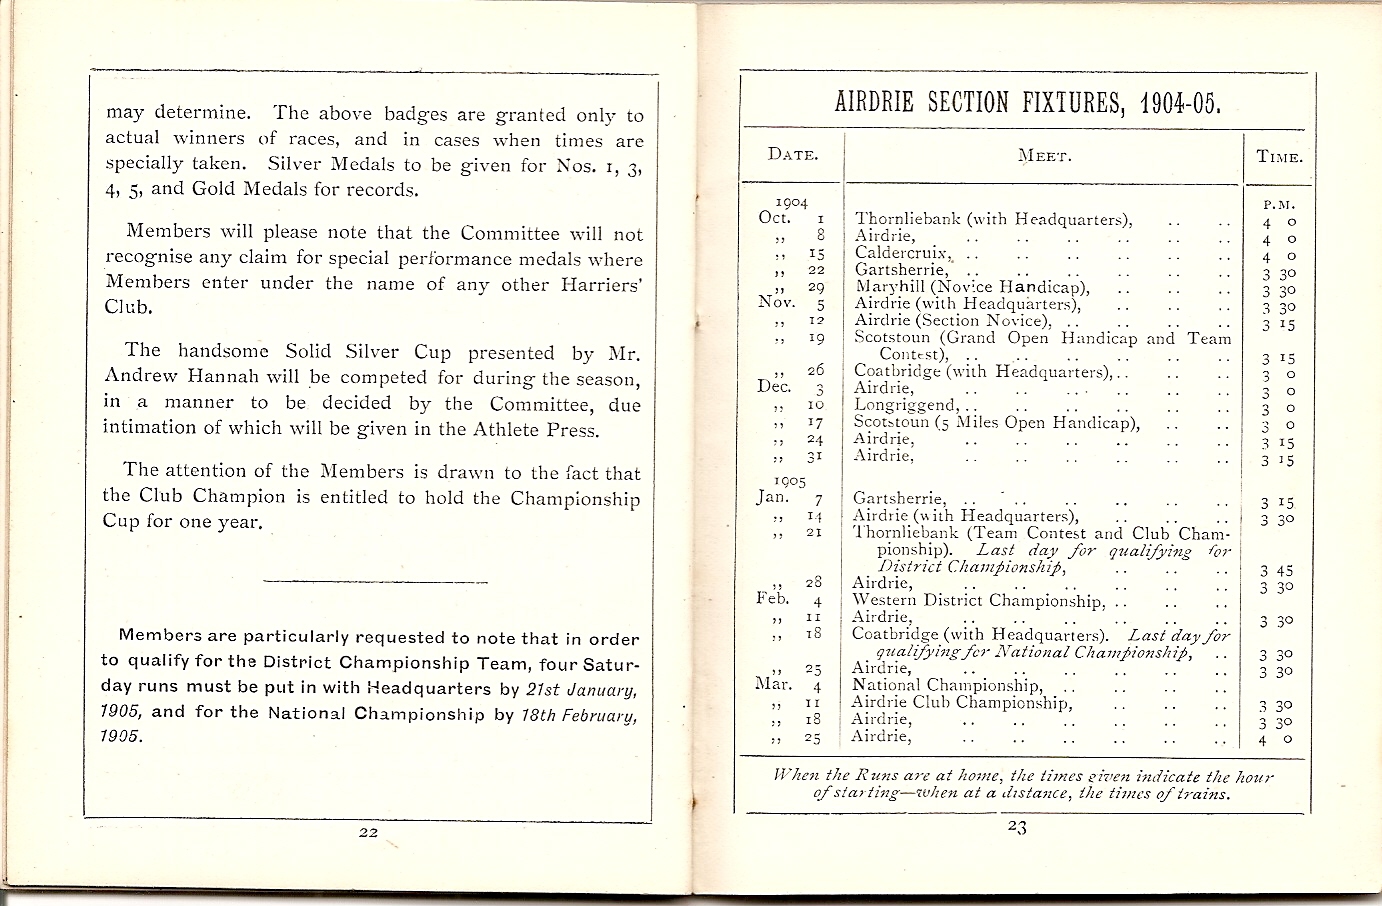 may determine. The above badges are granted only to
actual winners of races, and in cases when times are
specially taken. Silver Medals to be given for Nos. 1, 3,
4, 5, and Gold Medals for records.
Members will please note that the Committee will not
recognise any claim for special performance medals where
Members enter under the name of any other Harriers'
Club.
The handsome Solid Silver Cup presented by Mr.
Andrew Hannah will be competed for during the season,
in a manner to be decided by the Committee, due
intimation of which will be given in the Athlete Press.
The attention of the Members is drawn to the fact that
the Club Champion is entitled to hold the Championship
Cup for one year.
Members are particularly requested to note that in order
to qualify for the District Championship Team, four Satur-
day runs must be put in with Headquarters by 21st January,
1905, and for the National Championship by 18th February,
1905.
22
AIRDRIE SECTION FIXTURES, 1904-05.
DATE. MEET. TIME.
1904 P.M.
Oct. 1 Thornliebank (with Headquarters), .. .. 4 0
,, 8 Airdrie, .. .. .. .. .. .. 4 0
,, 15 Caldercruix, .. .. .. .. .. .. 4 0
,, 22 Gartsherrie, .. .. .. .. .. .. 3 30
,, 29 Maryhill (Novice Handicap), .. .. .. 3 30
Nov. 5 Airdrie (with Headquarters), .. .. .. 3 30
,, 12 Airdrie (Section Novice), .. .. .. .. 3 15
,, 19 Scotstoun (Grand Open Handicap and Team
Contest), .. .. .. .. .. .. 3 15
,, 26 Coatbridge (with Headquarters), .. .. .. 3 0
Dec. 3 Airdrie, .. .. .. .. .. .. 3 0
,, 10 Longriggend, .. .. .. .. .. .. 3 0
,, 17 Scotstoun (5 Miles Open Handicap), .. .. 3 0
,, 24 Airdrie, .. .. .. .. .. .. 3 15
,, 31 Airdrie, .. .. .. .. .. .. 3 15
1905
Jan. 7 Gartsherrie, .. .. .. .. .. .. 3 15
,, 14 Airdrie (with Headquarters), .. .. .. 3 30
,, 21 Thornliebank (Team Contest and Club Cham-
pionship). Last day for qualifying for
District Championship, .. .. .. 3 45
,, 28 Airdrie, .. .. .. .. .. .. 3 30
Feb. 4 Western District Championship, .. .. ..
,, 11 Airdrie, .. .. .. .. .. .. 3 30
,, 18 Coatbridge (with Headquarters). Last day for
qualifying for National Championship, .. 3 30
,, 25 Airdrie, .. .. .. .. .. .. 3 30
Mar. 4 National Championship, .. .. .. ..
,, 11 Airdrie Club Championship, .. .. .. 3 30
,, 18 Airdrie, .. .. .. .. .. .. 3 30
,, 25 Airdrie, .. .. .. .. .. .. 4 0
When the Runs are at home, the times given indicate the hour
of starting—when at a distance, the times of trains.
23